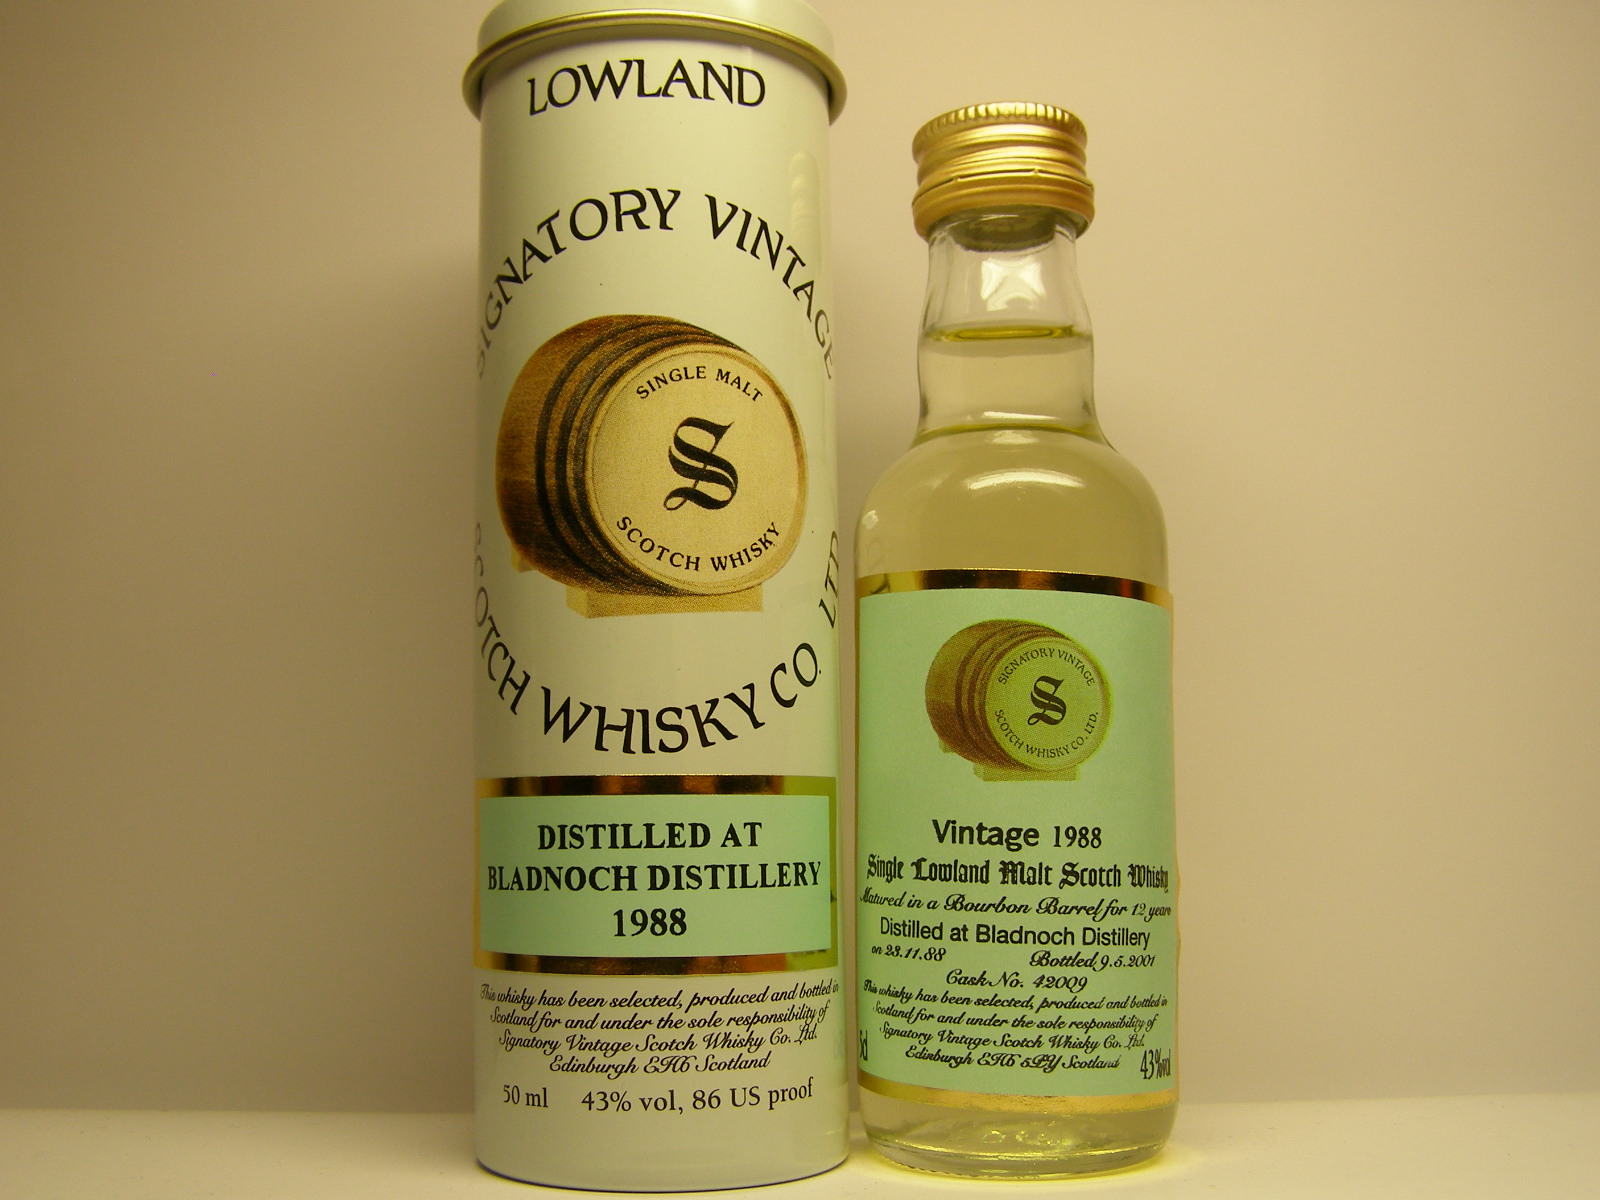 LOWLAND
SIGNATORY VINTAGE
SINGLE MALT
S
SCOTCH WHISKY
SCOTCH WHISKY CO. LTD
DISTILLED AT
BLADNOCH DISTILLERY
1988
This whisky has been selected, produced and bottled in
Scotland for and under the sole responsibility of
Signatory Vintage Scotch Whisky Co. Ltd.
Edinburgh EH6 Scotland
50 ml 43% vol, 86 US proof
SIGNATORY VINTAGE
S
SCOTCH WHISKY CO. LTD.
Vintage 1988
Single Lowland Malt Scotch Whisky
Matured in a Bourbon Barrel for 12 years
Distilled at Bladnoch Distillery
on 23.11.88 Bottled 9.5.2001
Cask No. 42009
This whisky has been selected, produced and bottled in
Scotland for and under the sole responsibility of
Signatory Vintage Scotch Whisky Co. Ltd.
Edinburgh EH6 5PY Scotland
5cl 43%vol